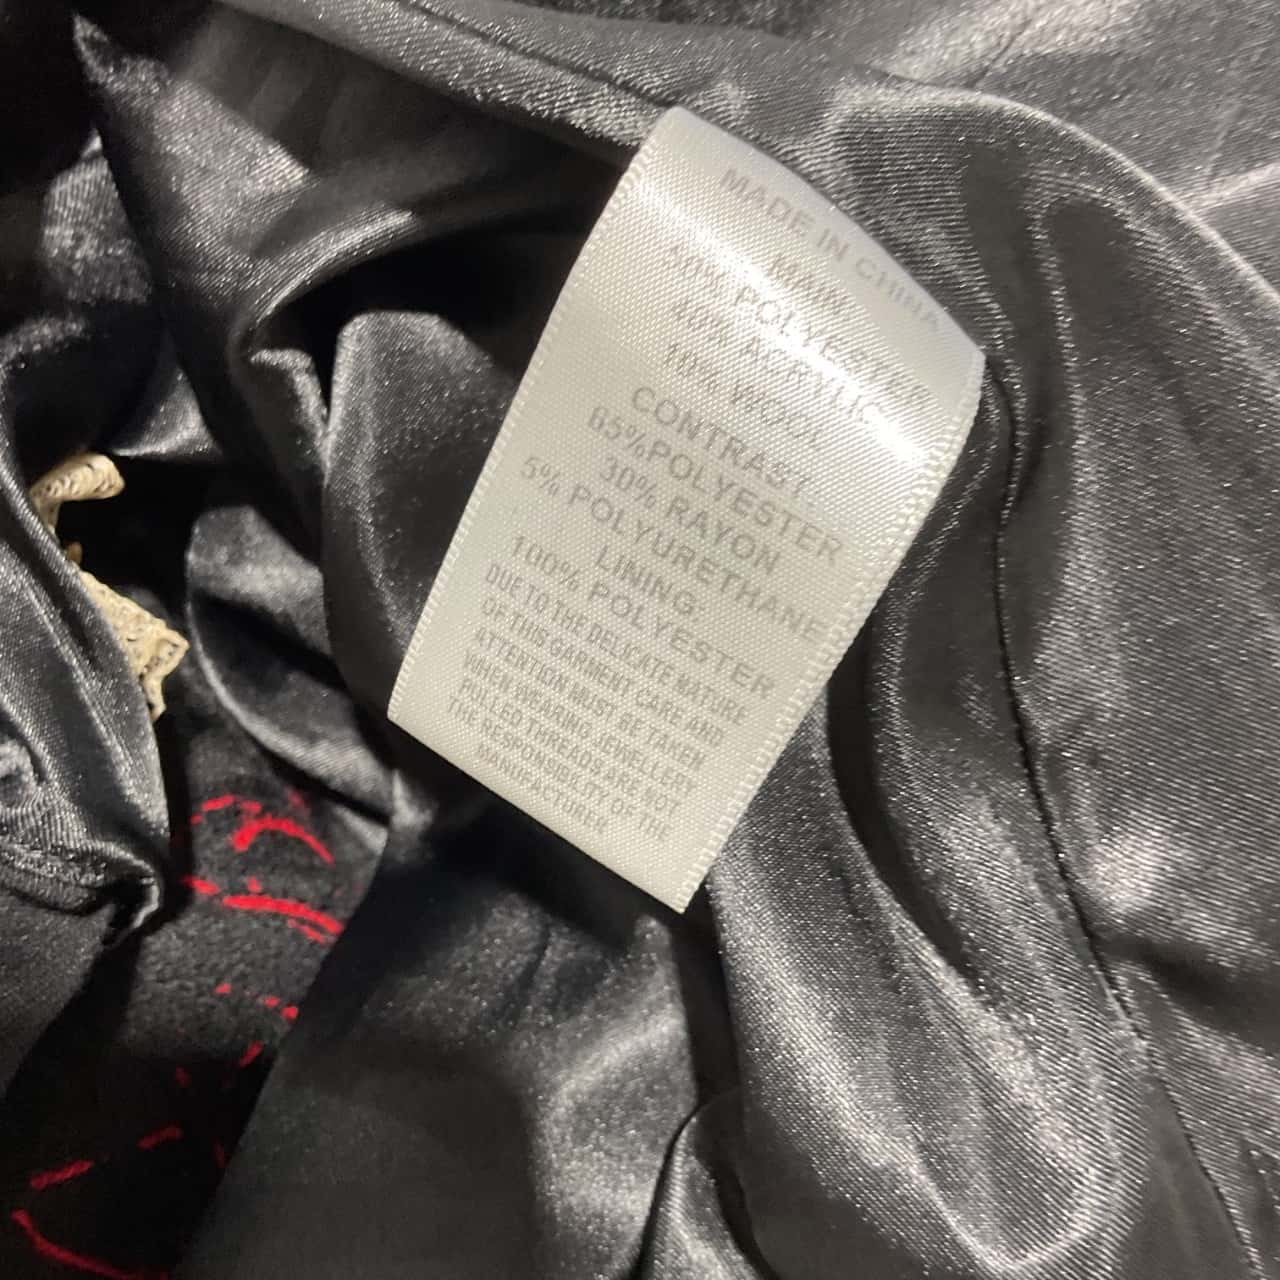 MADE IN CHINA
MAIN:
50% POLYESTER
40% ACRYLIC
10% WOOL
CONTRAST:
65%POLYESTER
30% RAYON
5% POLYURETHANE
LINING:
100% POLYESTER
DUE TO THE DELICATE NATURE
OF THIS GARMENT CARE AND
ATTENTION MUST BE TAKEN
WHEN WEARING JEWELLERY
PULLED THREADS ARE NOT
THE RESPONSIBILITY OF THE
MANUFACTURER